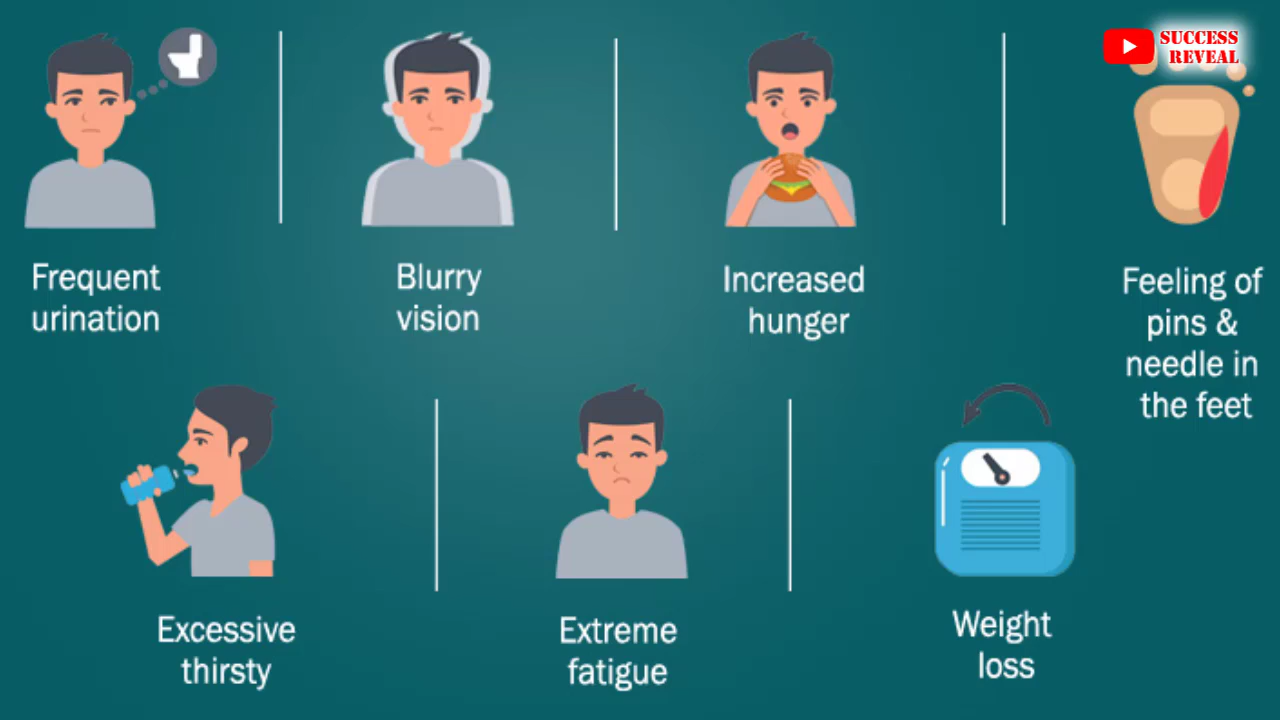 SUCCESS
REVEAL
Frequent
urination
Blurry
vision
Increased
hunger
Feeling of
pins &
needle in
the feet
Excessive
thirsty
Extreme
fatigue
Weight
loss